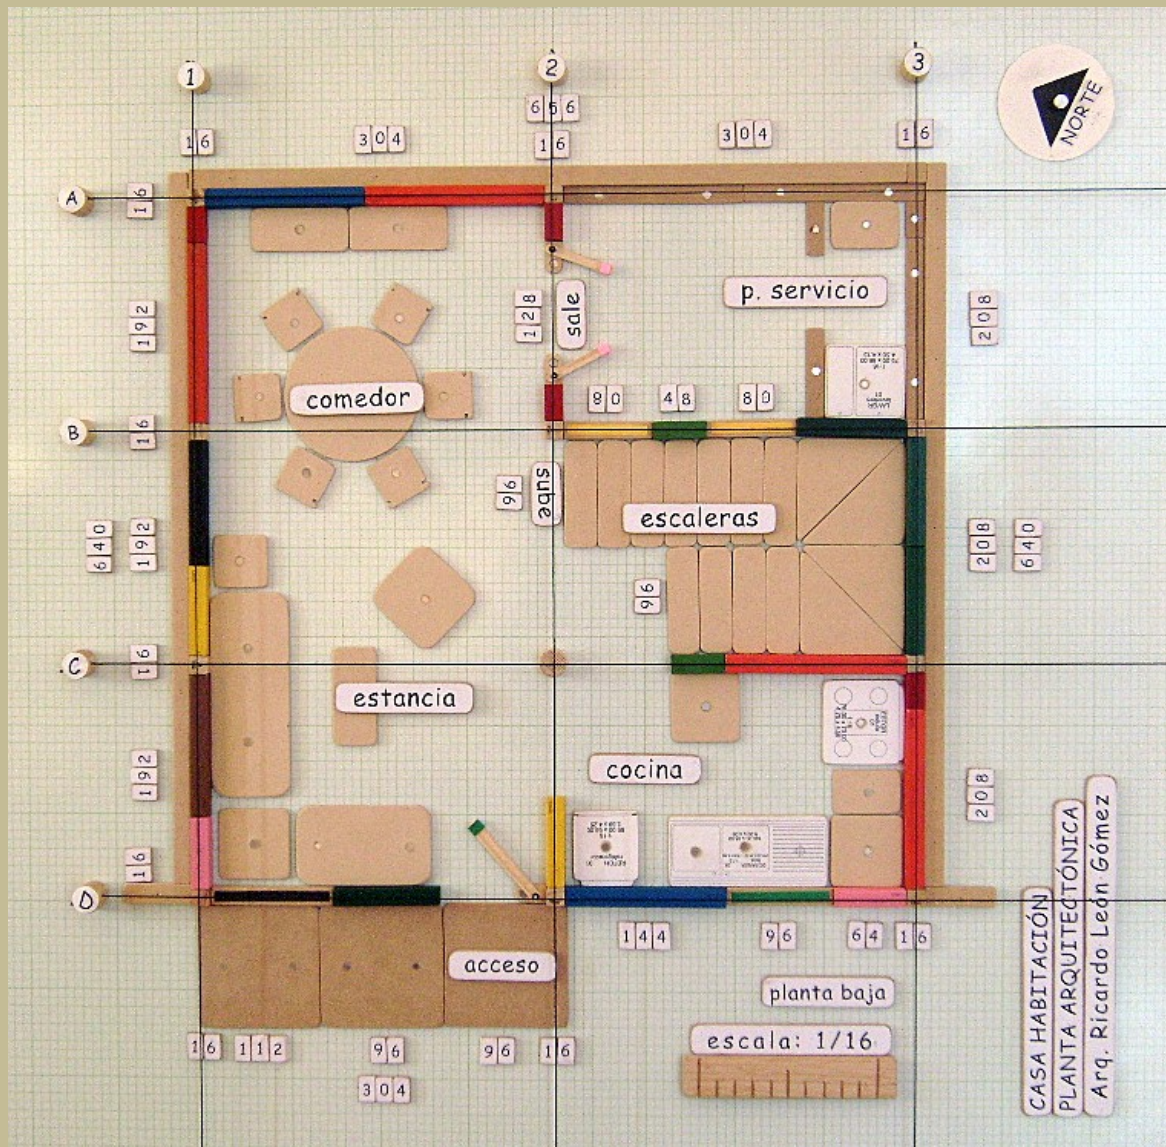 1
2
3
NORTE
656
16
304
16
304
16
A
16
comedor
192
128
sale
p. servicio
208
80
48
80
B
16
96
sube
escaleras
640
192
208
640
96
C
16
estancia
cocina
192
208
16
D
144
96
64
16
acceso
planta baja
16
112
96
96
16
304
escala: 1/16
CASA HABITACIÓN
PLANTA ARQUITECTÓNICA
Arq. Ricardo León Gómez